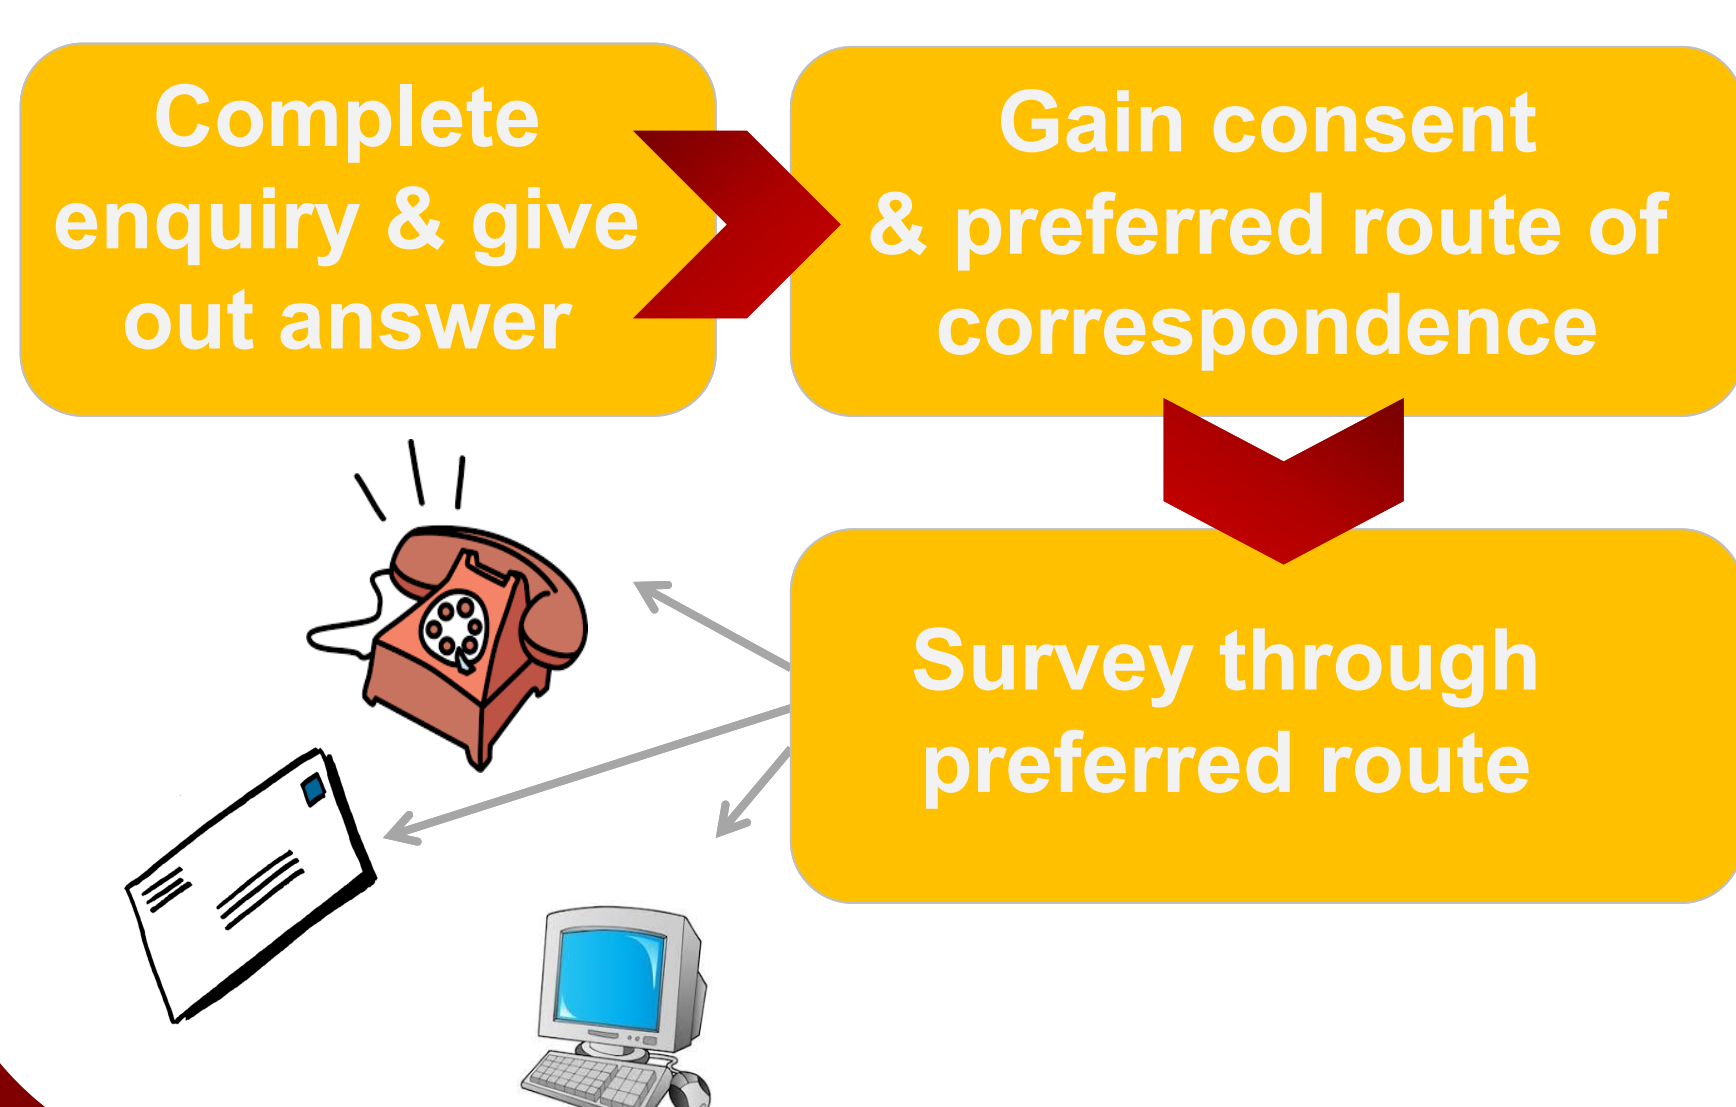 Complete
enquiry & give
out answer
Gain consent
& preferred route of
correspondence
Survey through
preferred route